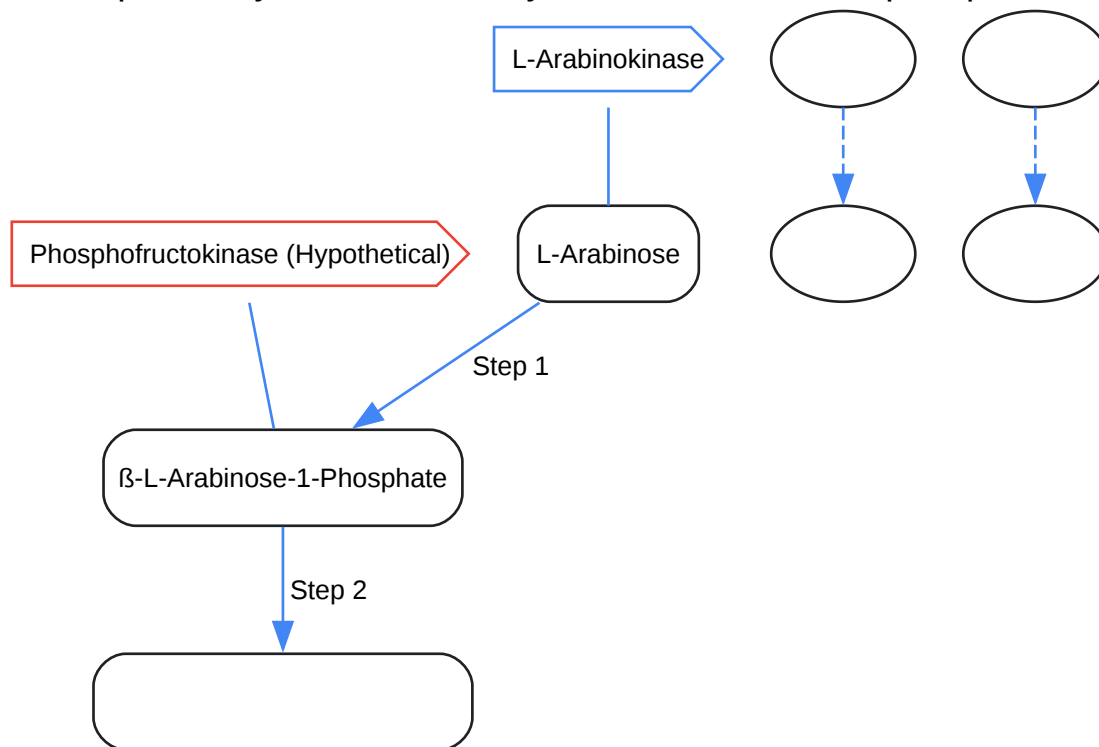 L-Arabinokinase
Phosphofructokinase (Hypothetical)
L-Arabinose
Step 1
ß-L-Arabinose-1-Phosphate
Step 2